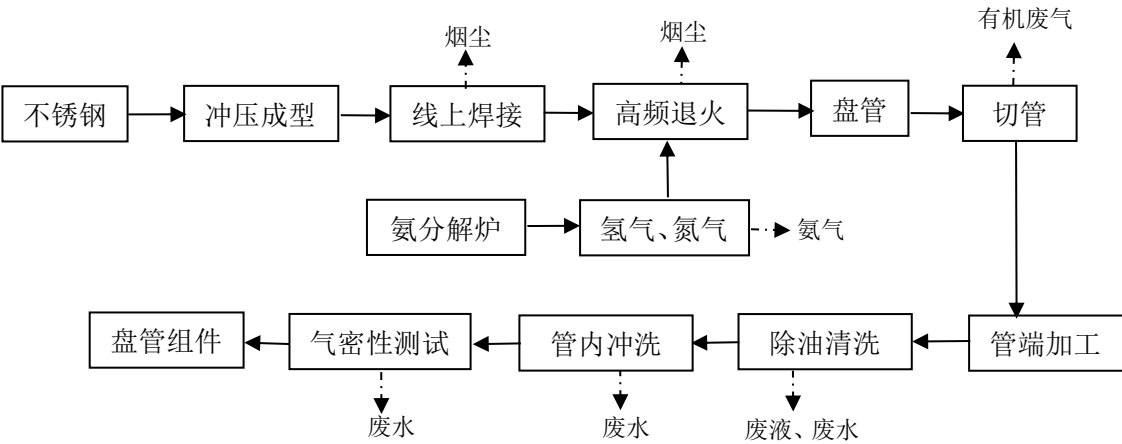 有机废气
烟尘
烟尘
不锈钢
冲压成型
线上焊接
高频退火
盘管
切管
氨分解炉
氢气、氮气
氨气
盘管组件
气密性测试
管内冲洗
除油清洗
管端加工
废水
废水
废液、废水